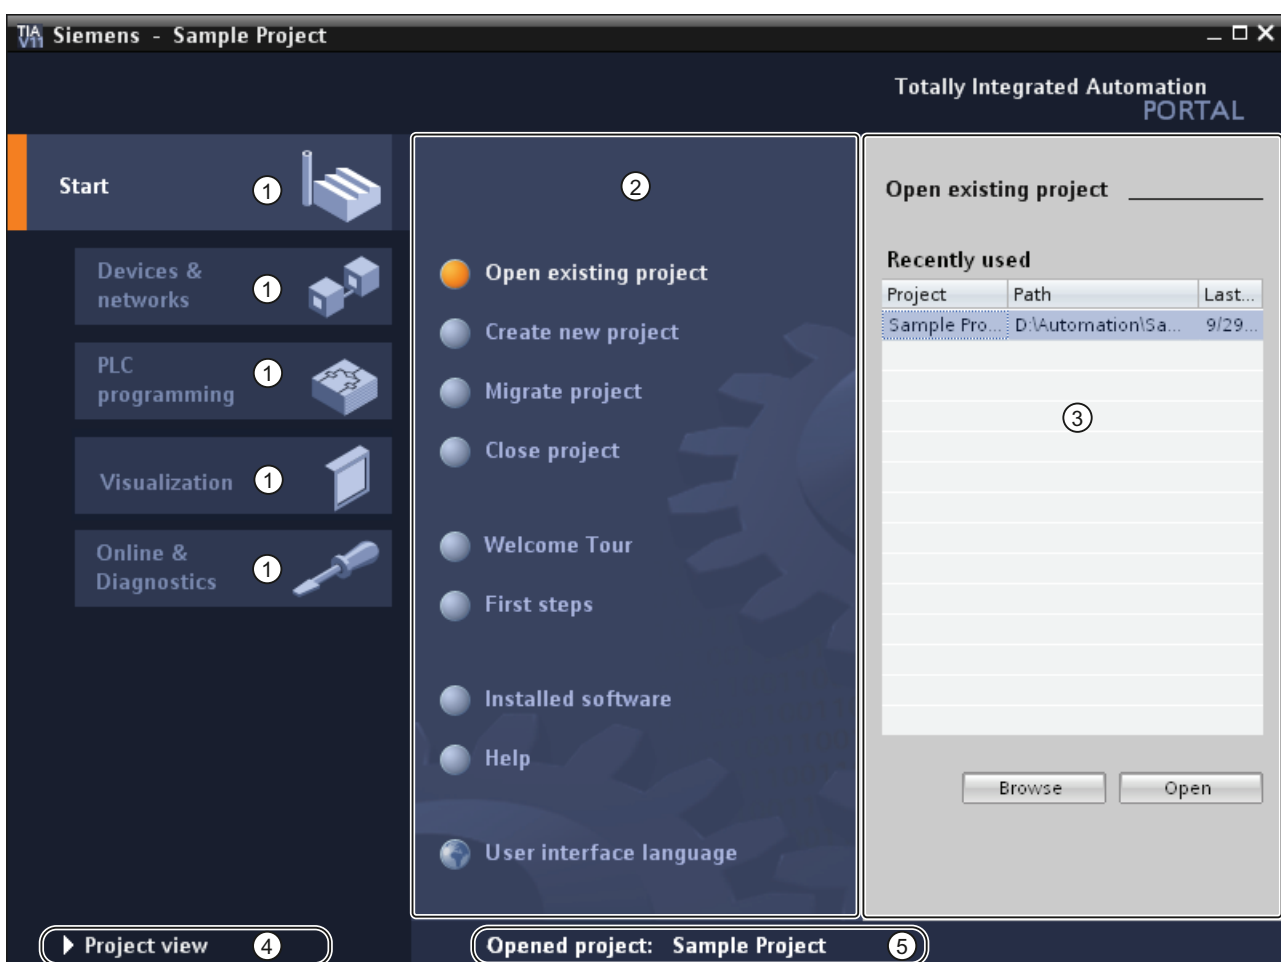 TIA
V11
Siemens - Sample Project
Totally Integrated Automation
PORTAL
Start
1
Devices &
networks
1
PLC
programming
1
Visualization
1
Online &
Diagnostics
1
2
Open existing project
Create new project
Migrate project
Close project
Welcome Tour
First steps
Installed software
Help
User interface language
Open existing project
Recently used
Project Path Last...
Sample Pro... D:\Automation\Sa... 9/29...
3
Browse Open
Project view 4
Opened project: Sample Project 5